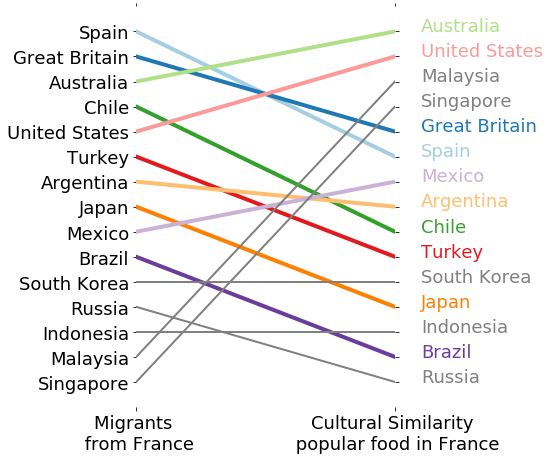 Spain
Great Britain
Australia
Chile
United States
Turkey
Argentina
Japan
Mexico
Brazil
South Korea
Russia
Indonesia
Malaysia
Singapore
Australia
United States
Malaysia
Singapore
Great Britain
Spain
Mexico
Argentina
Chile
Turkey
South Korea
Japan
Indonesia
Brazil
Russia
Migrants
from France
Cultural Similarity
popular food in France